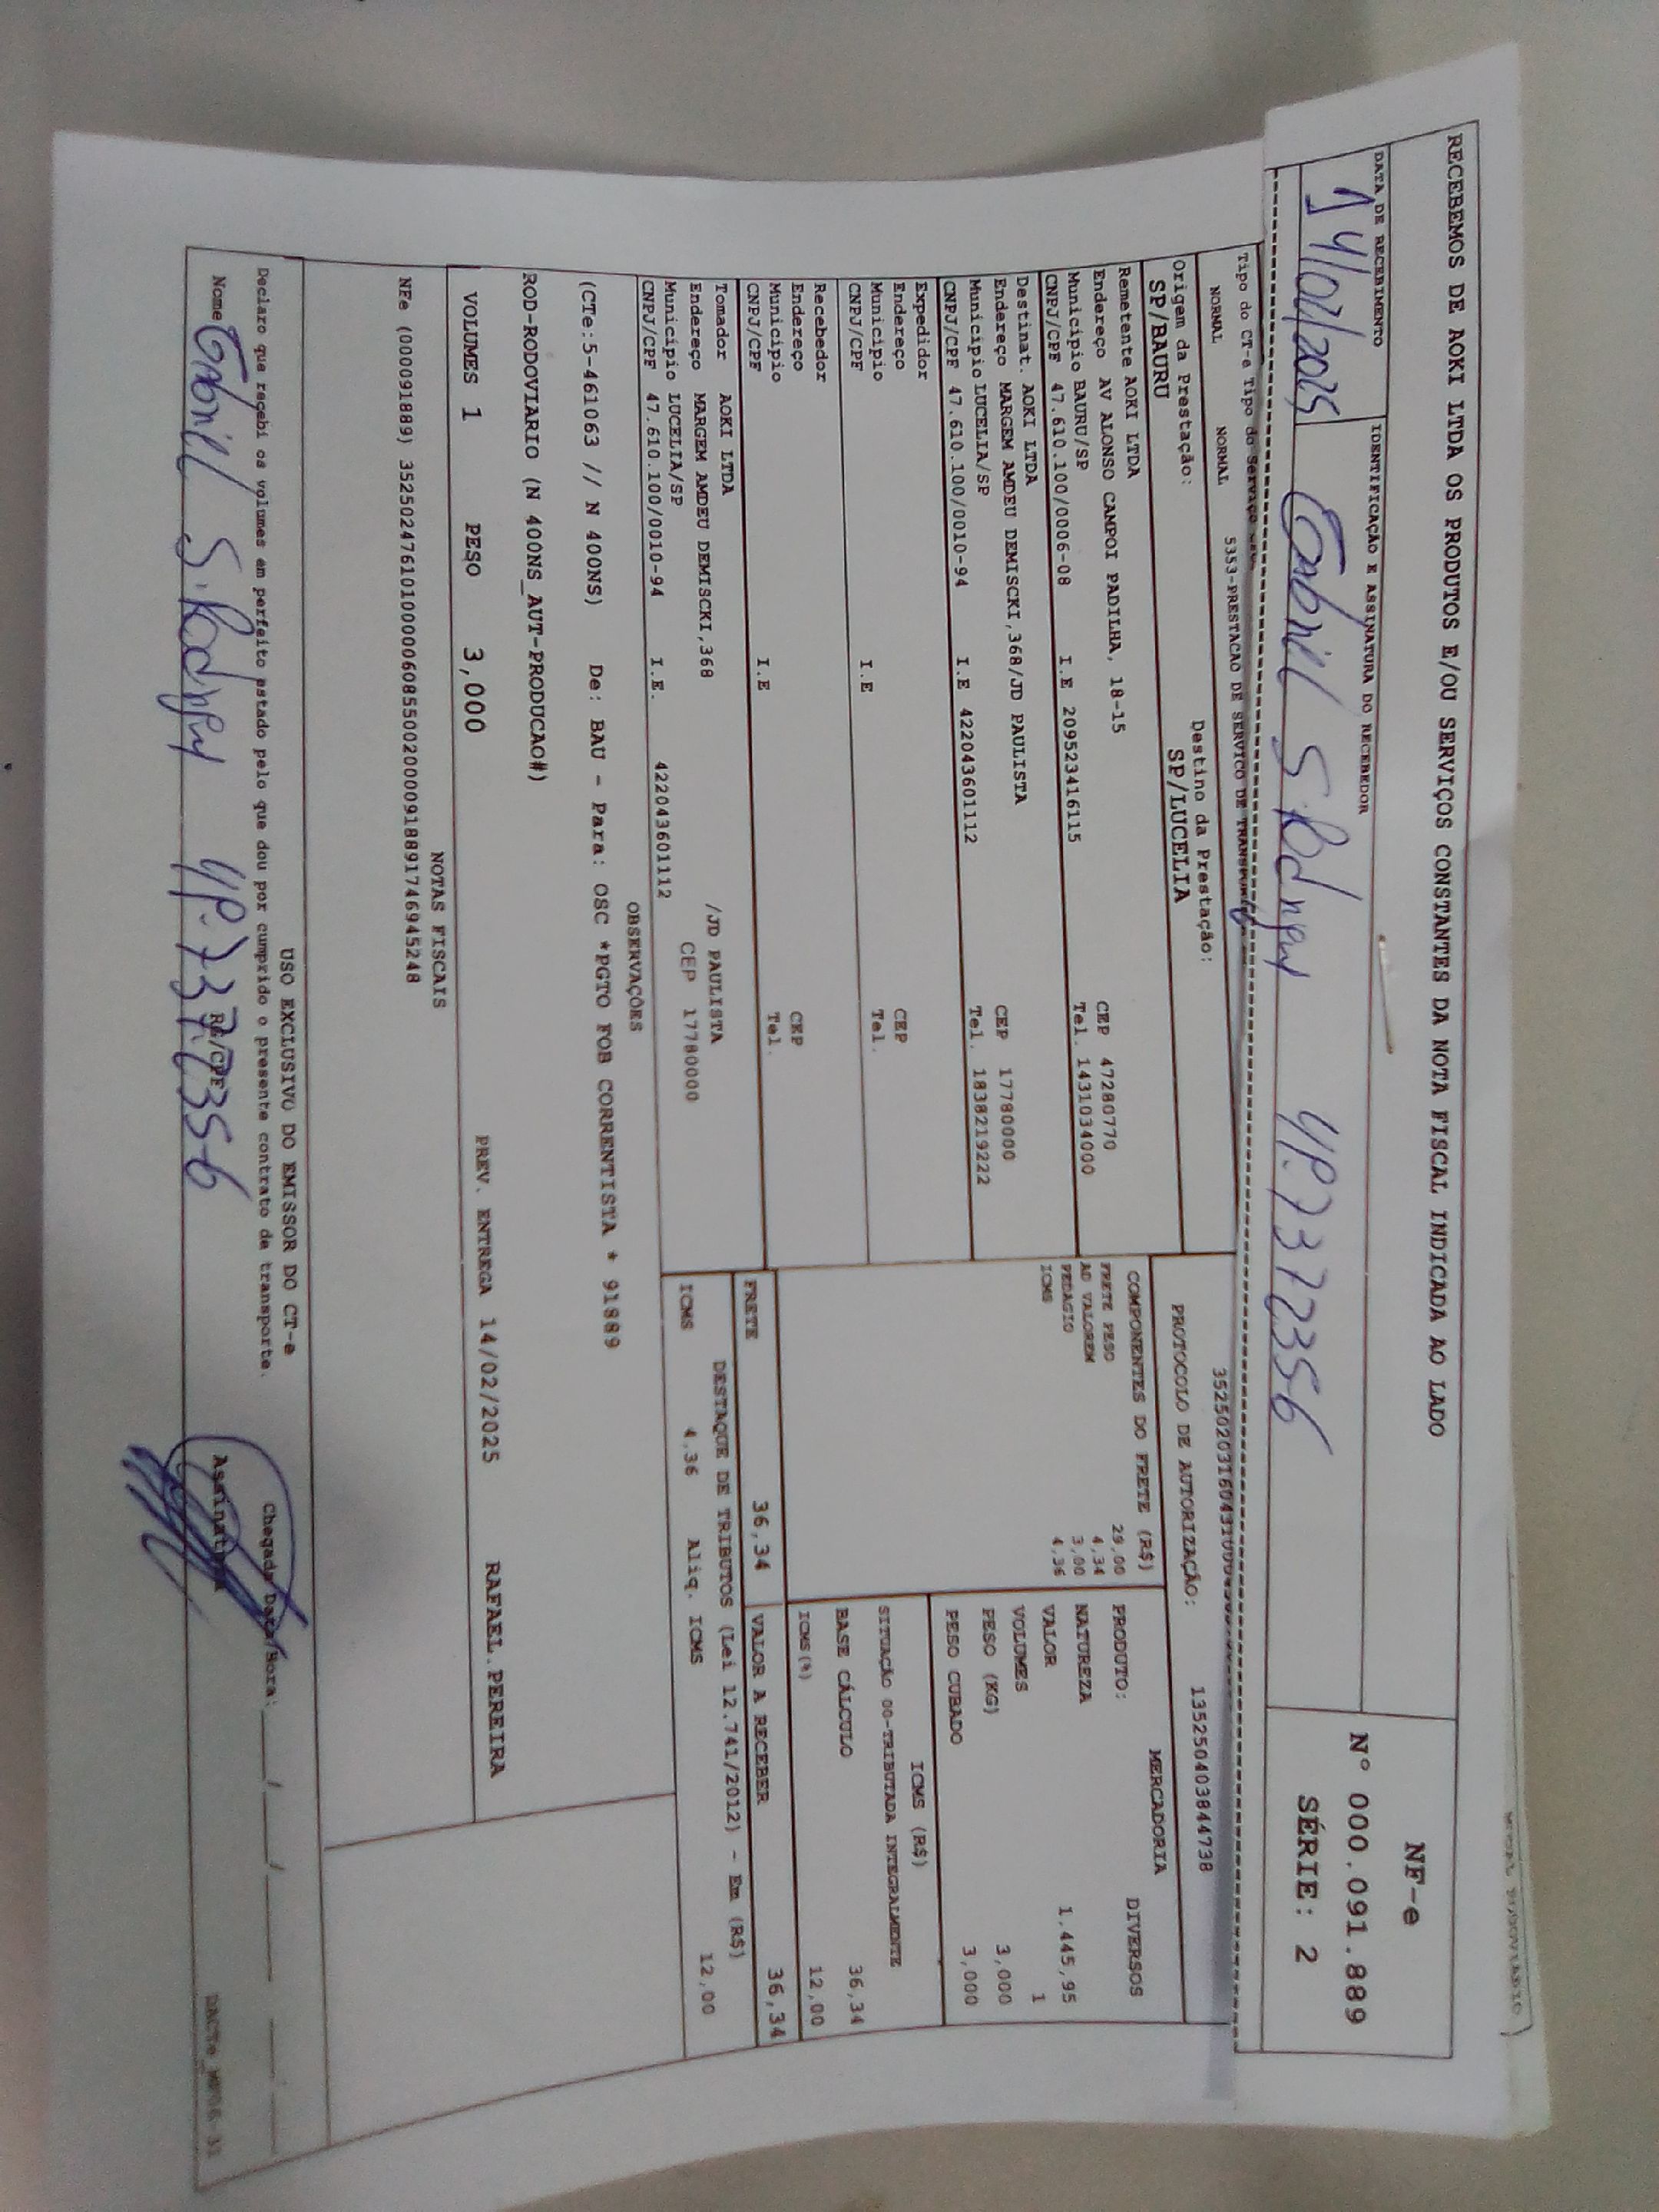 RECEBEMOS DE AOKI LTDA OS PRODUTOS E/OU SERVIÇOS CONSTANTES DA NOTA FISCAL INDICADA AO LADO
NF-e
Nº 000.091.889
SÉRIE: 2
DATA DE RECEBIMENTO
IDENTIFICAÇÃO E ASSINATURA DO RECEBEDOR
14/02/2025
Gabriel S. Rodrigues
Tipo do CT-e Tipo do Serviço
NORMAL NORMAL 5353-PRESTACAO DE SERVICO DE TRANSPORTE
13525040384 4738
Origem da Prestação: Destino da Prestação:
SP/BAURU SP/LUCELIA
PROTOCOLO DE AUTORIZAÇÃO:
Remetente AOKI LTDA
Endereço AV ALONSO CAMPOI PADILHA, 18-15 CEP 47280770
Município BAURU/SP Tel. 1431034000
CNPJ/CPF 47.610.100/0006-08 I.E 209523416115
Destinat. AOKI LTDA
Endereço MARGEM AMDEU DEMISCKI,368/JD PAULISTA CEP 17780000
Município LUCELIA/SP Tel. 1838219222
CNPJ/CPF 47.610.100/0010-94 I.E 422043601112
Expedidor
Endereço CEP
Município Tel.
CNPJ/CPF I.E
Recebedor
Endereço CEP
Município Tel.
CNPJ/CPF I.E
Tomador AOKI LTDA /JD PAULISTA
Endereço MARGEM AMDEU DEMISCKI,368 CEP 17780000
Município LUCELIA/SP
CNPJ/CPF 47.610.100/0010-94 I.E. 422043601112
COMPONENTES DO FRETE (R$)
FRETE PESO 29,00
AD VALOREM 4,34
PEDAGIO 3,00
ICMS 4,36
MERCADORIA
PRODUTO: DIVERSOS
NATUREZA
VALOR 1.445,95
VOLUMES 1
PESO (KG) 3,000
PESO CUBADO 3,000
ICMS (R$)
SITUAÇÃO 00-TRIBUTADA INTEGRALMENTE
BASE CÁLCULO 36,34
ICMS(%) 12,00
FRETE 36,34 VALOR A RECEBER 36,34
DESTAQUE DE TRIBUTOS (Lei 12.741/2012) - Em (R$)
ICMS 4,36 Aliq. ICMS 12,00
OBSERVAÇÕES
(CTe:5-461063 // N 400NS) De: BAU - Para: OSC *PGTO FOB CORRENTISTA * 91889
ROD-RODOVIARIO (N 400NS_AUT-PRODUCAO#)
VOLUMES 1 PESO 3,000 PREV. ENTREGA 14/02/2025 RAFAEL.PEREIRA
NOTAS FISCAIS
NFe (000091889)
USO EXCLUSIVO DO EMISSOR DO CT-e
Declaro que recebi os volumes em perfeito estado pelo que dou por cumprido o presente contrato de transporte.
Chegada Data/Hora: ___/___/___ ___:___
Nome Gabriel S. Rodrigues RG/CPF Assinatura